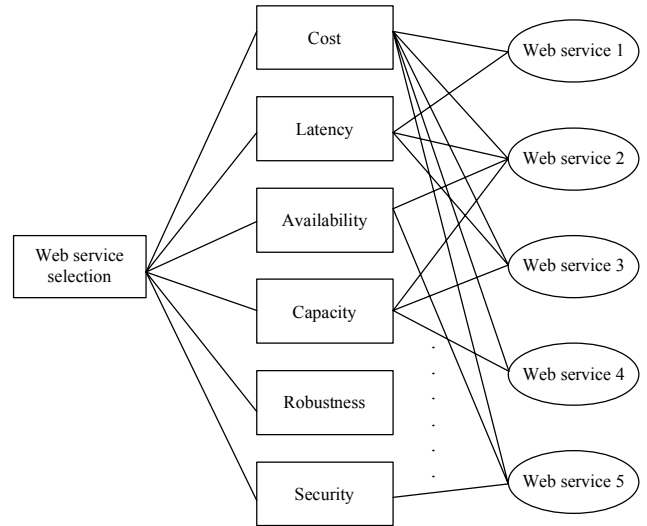 Web service
selection
Cost
Latency
Availability
Capacity
Robustness
Security
Web service 1
Web service 2
Web service 3
Web service 4
Web service 5